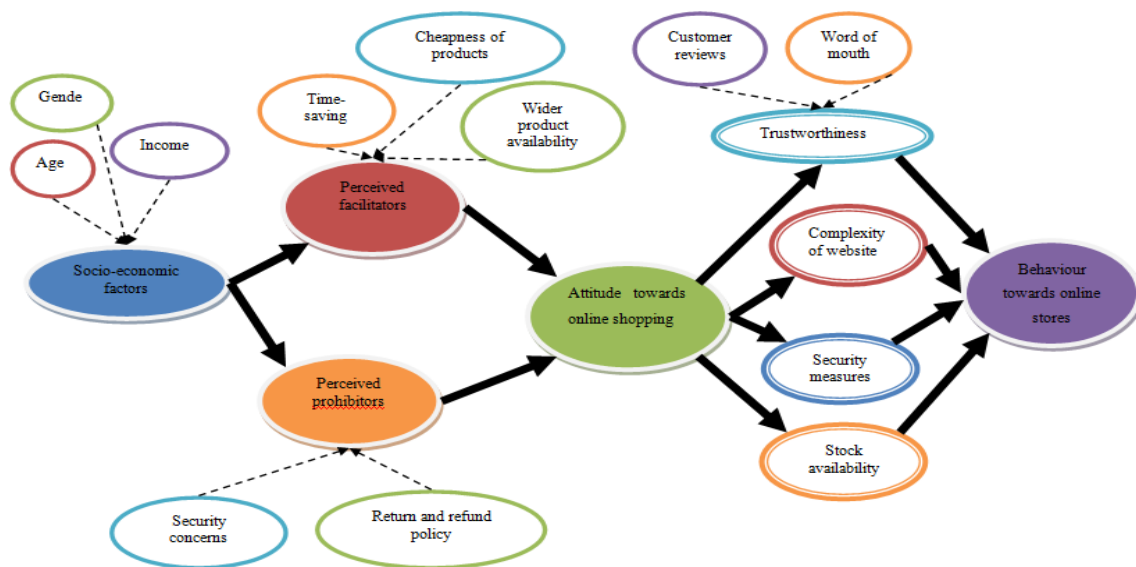 Cheapness of
products
Customer
reviews
Word of
mouth
Gende
Time-
saving
Wider
product
availability
Trustworthiness
Age
Income
Perceived
facilitators
Complexity
of website
Socio-economic
factors
Attitude towards
online shopping
Behaviour
towards online
stores
Security
measures
Perceived
prohibitors
Stock
availability
Security
concerns
Return and refund
policy